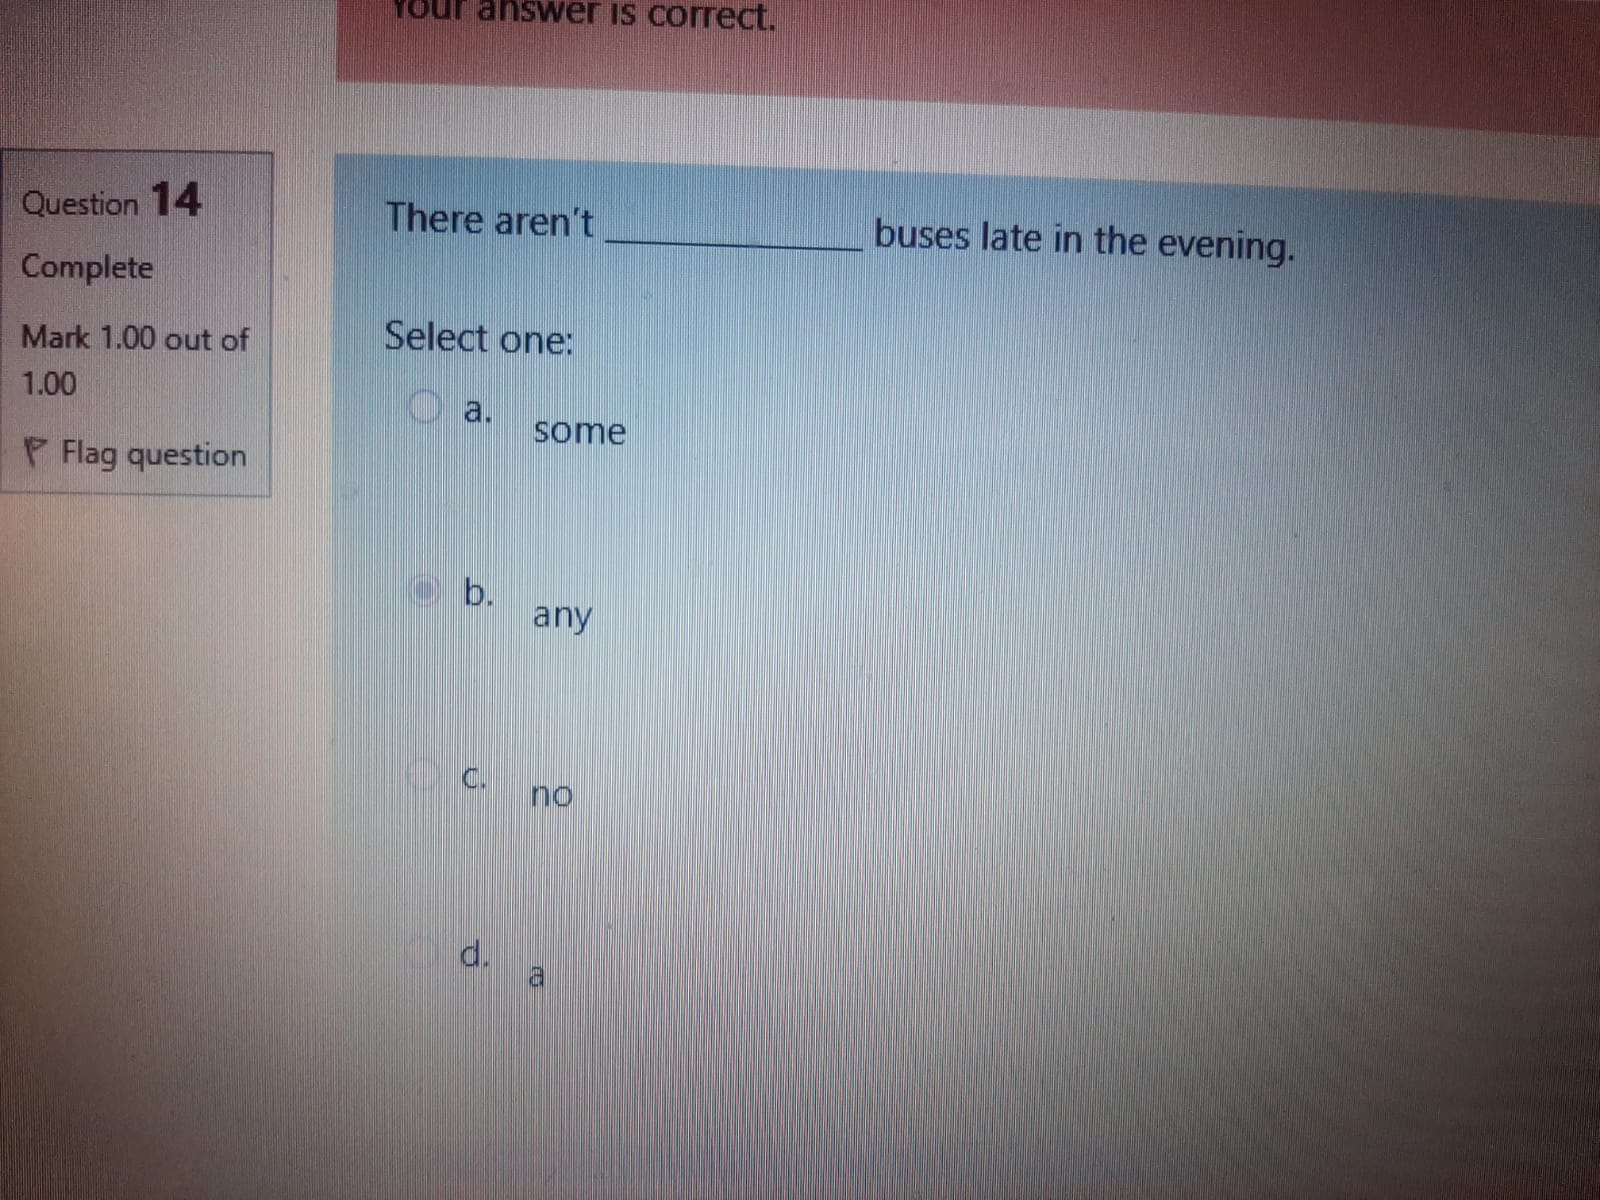 Your answer is correct.
Question 14
Complete
Mark 1.00 out of
1.00
Flag question
There aren't ____________ buses late in the evening.
Select one:
a. some
b. any
c. no
d. a